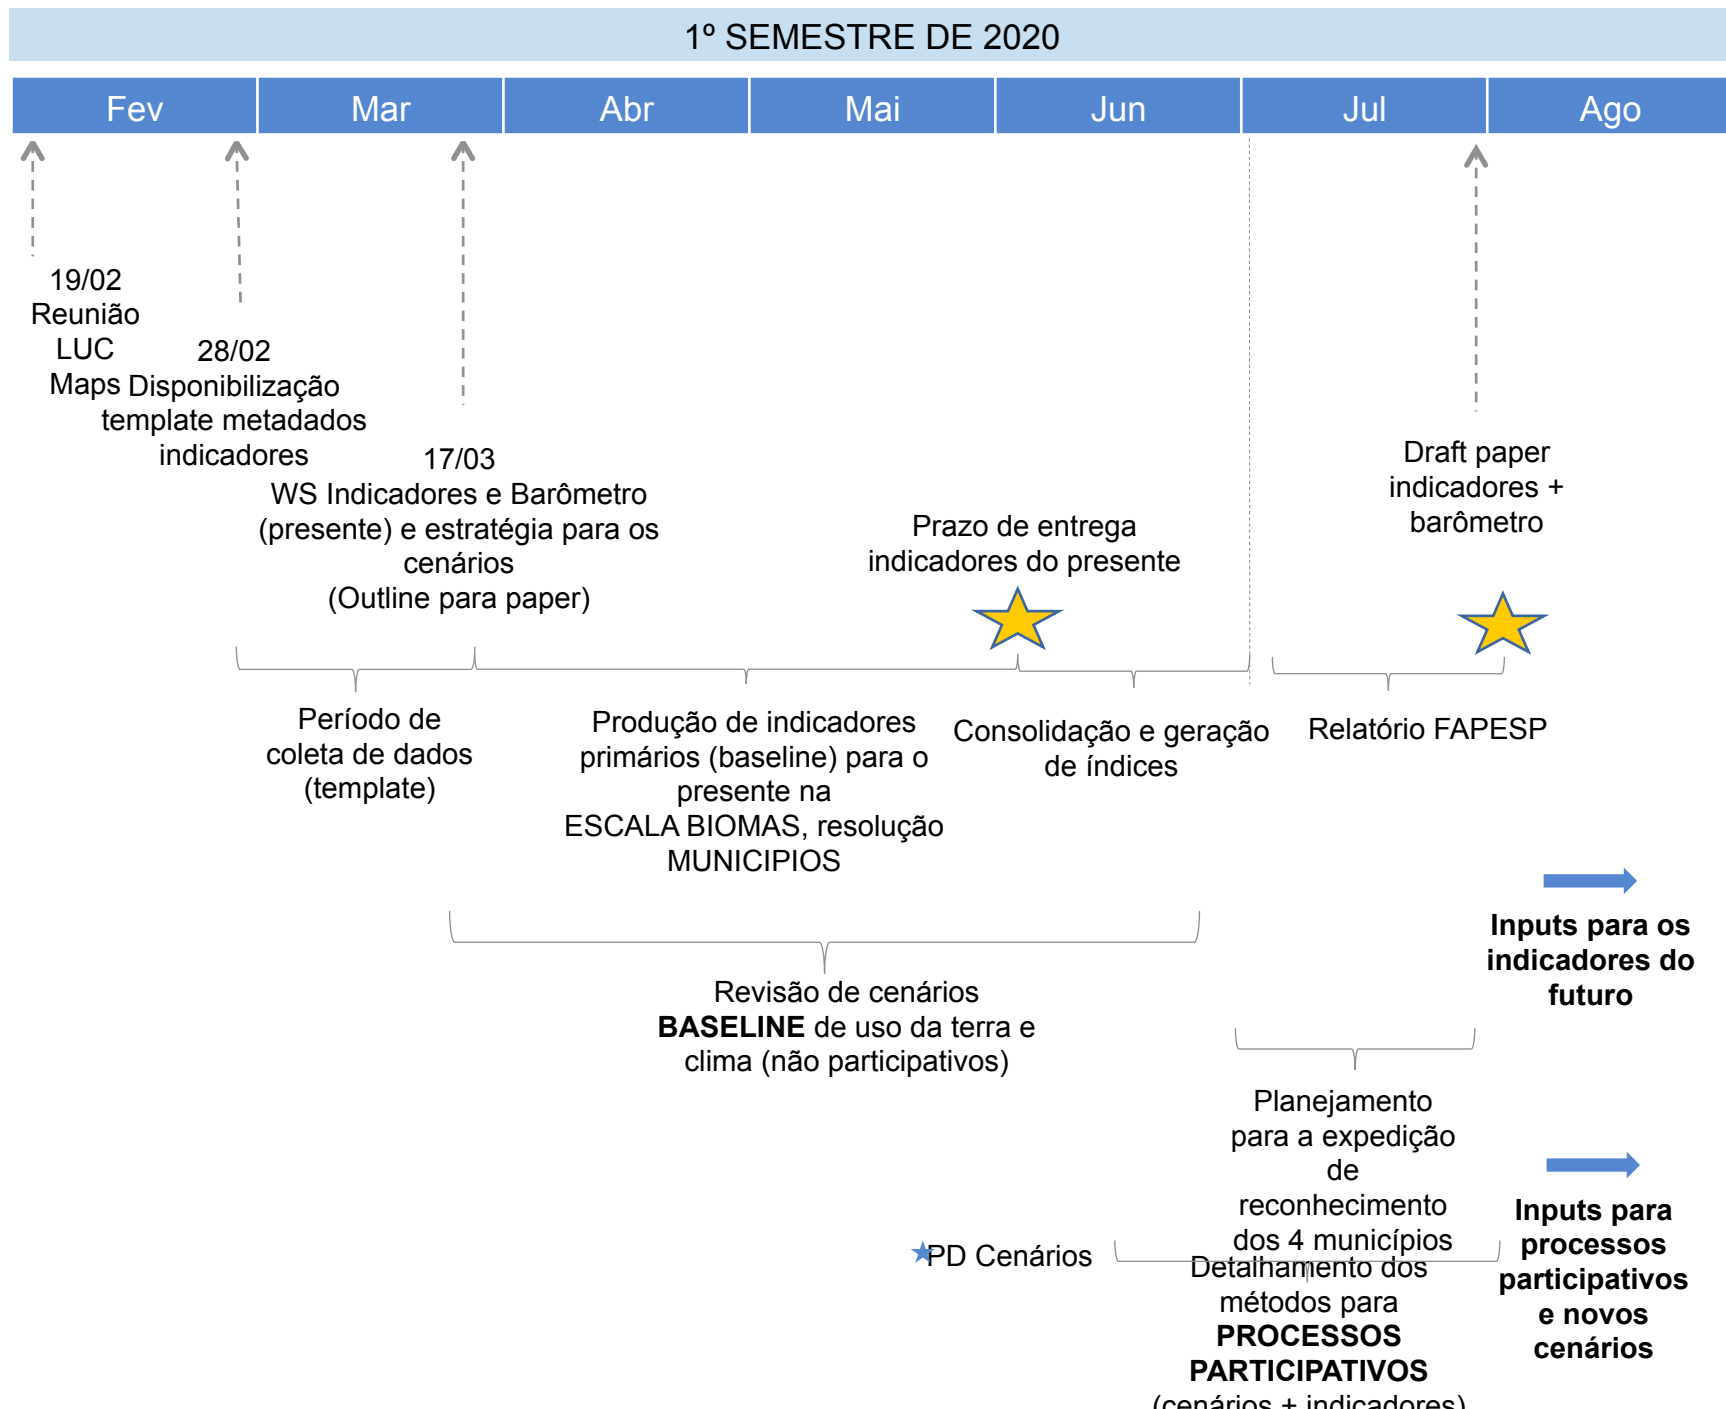 1º SEMESTRE DE 2020
Fev
Mar
Abr
Mai
Jun
Jul
Ago
19/02
Reunião
LUC
Maps
28/02
Disponibilização
template metadados
indicadores
17/03
WS Indicadores e Barômetro
(presente) e estratégia para os
cenários
(Outline para paper)
Prazo de entrega
indicadores do presente
Draft paper
indicadores +
barômetro
Período de
coleta de dados
(template)
Produção de indicadores
primários (baseline) para o
presente na
ESCALA BIOMAS, resolução
MUNICIPIOS
Consolidação e geração
de índices
Relatório FAPESP
Inputs para os
indicadores do
futuro
Revisão de cenários
BASELINE de uso da terra e
clima (não participativos)
Planejamento
para a expedição
de
reconhecimento
dos 4 municípios
PD Cenários
Detalhamento dos
métodos para
PROCESSOS
PARTICIPATIVOS
(cenários + indicadores)
Inputs para
processos
participativos
e novos
cenários